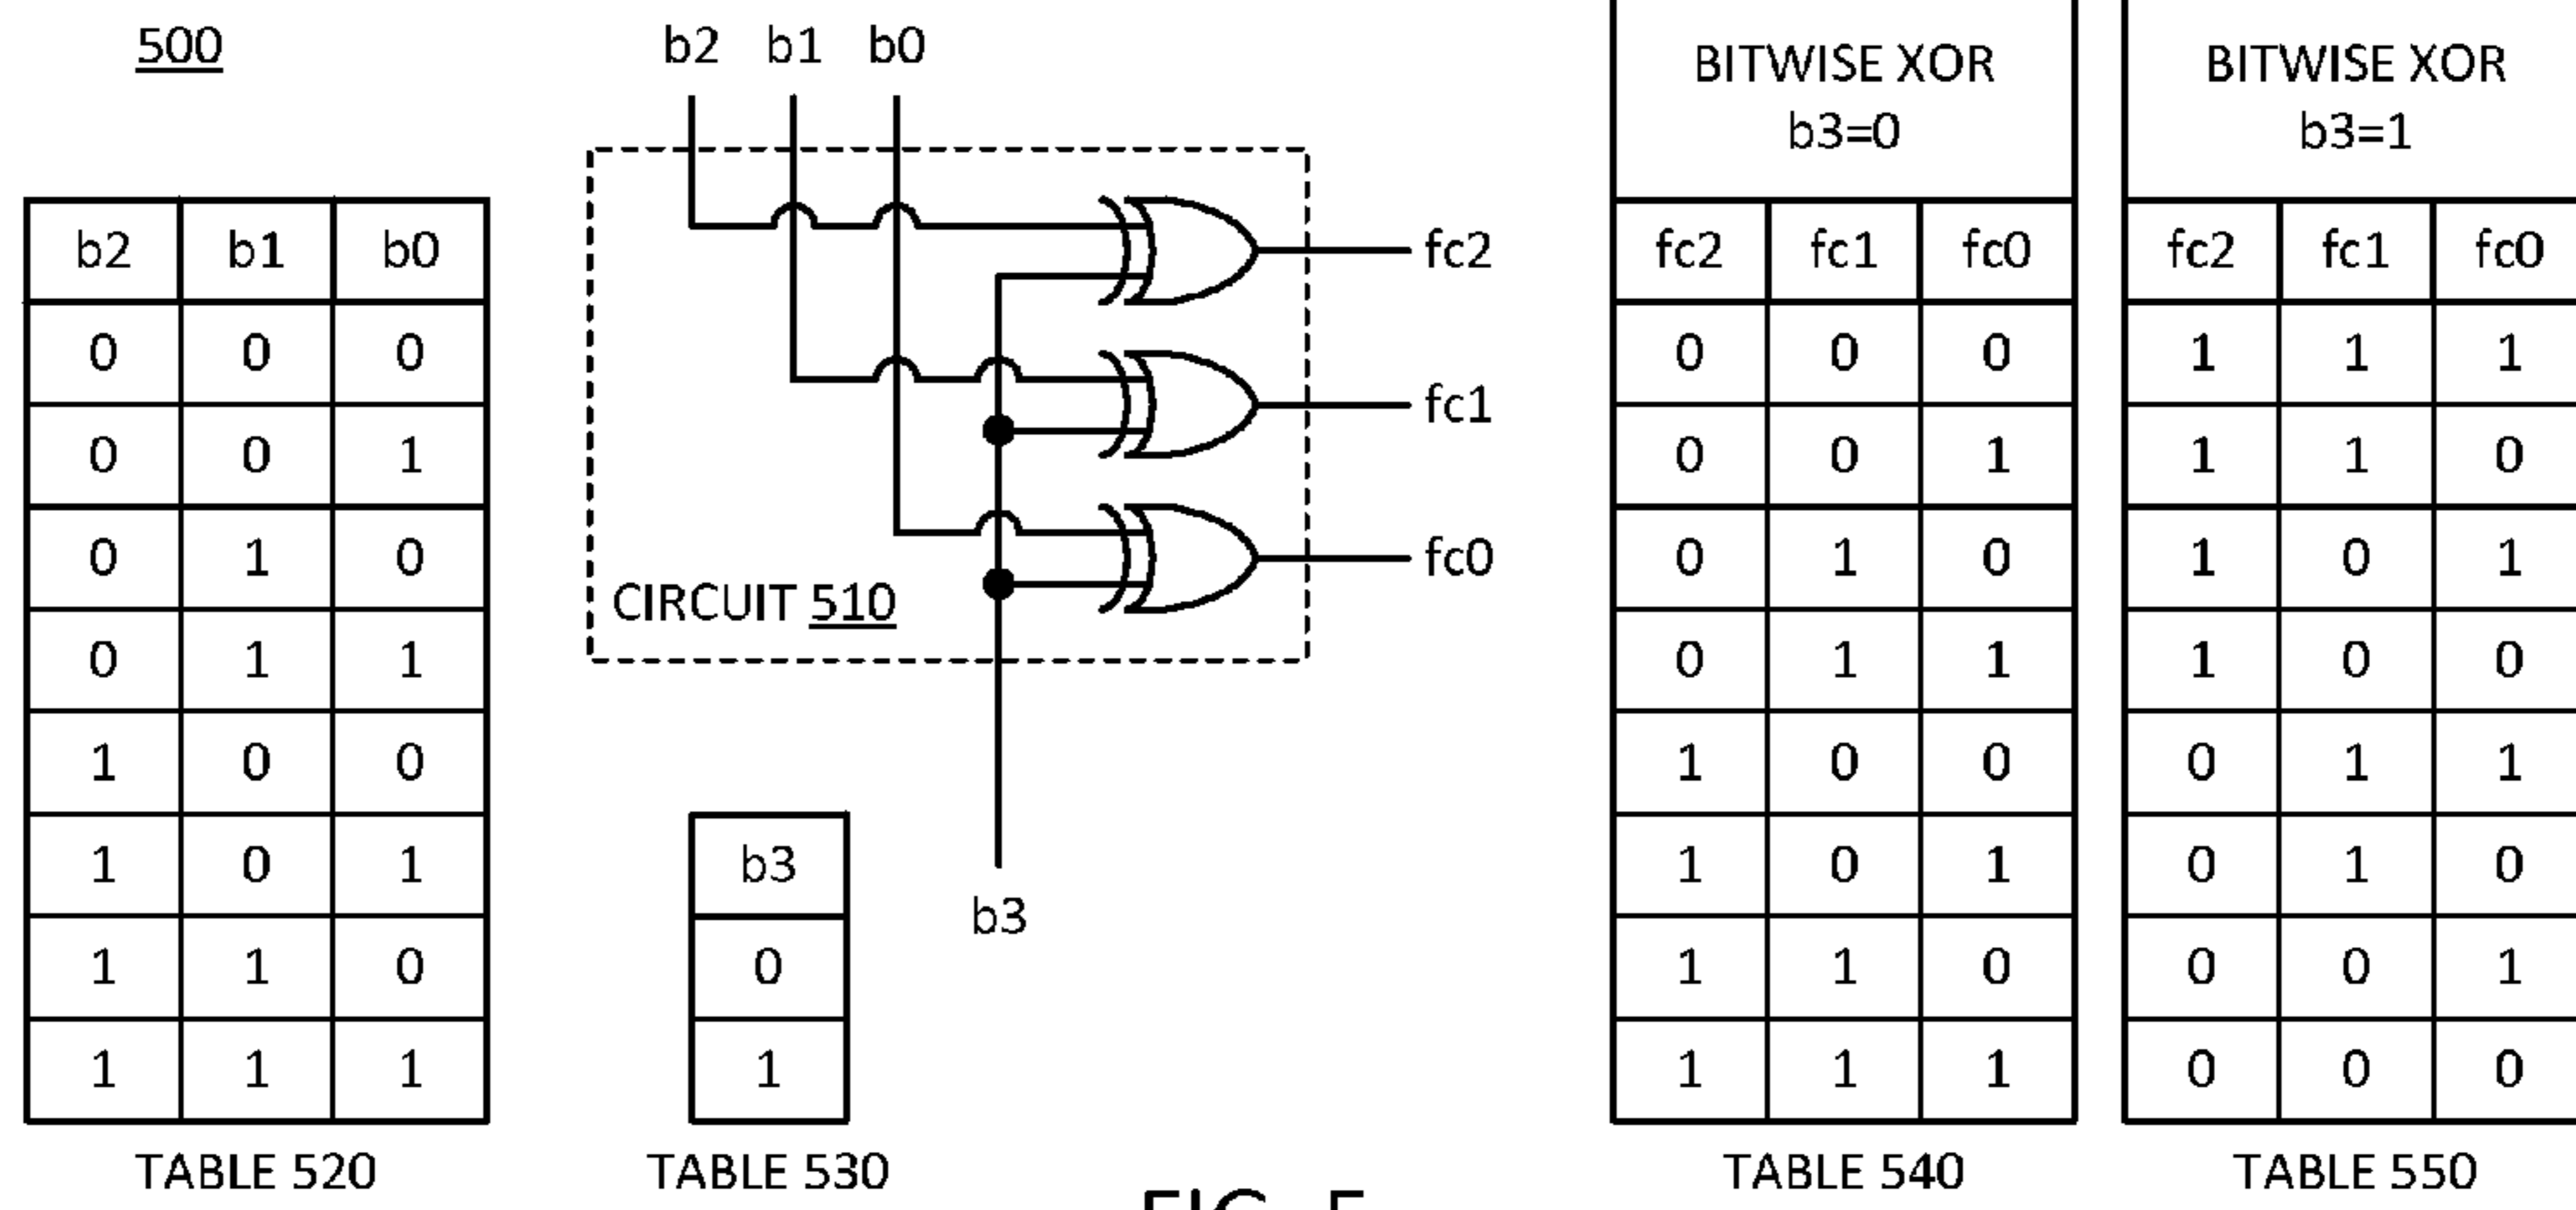 500
b2 b1 b0
BITWISE XOR
b3=0
BITWISE XOR
b3=1
b2 b1 b0
0 0 0
0 0 1
0 1 0
0 1 1
1 0 0
1 0 1
1 1 0
1 1 1
TABLE 520
fc2
fc1
fc0
CIRCUIT 510
b3
b3
0
1
TABLE 530
fc2 fc1 fc0
0 0 0
0 0 1
0 1 0
0 1 1
1 0 0
1 0 1
1 1 0
1 1 1
TABLE 540
fc2 fc1 fc0
1 1 1
1 1 0
1 0 1
1 0 0
0 1 1
0 1 0
0 0 1
0 0 0
TABLE 550